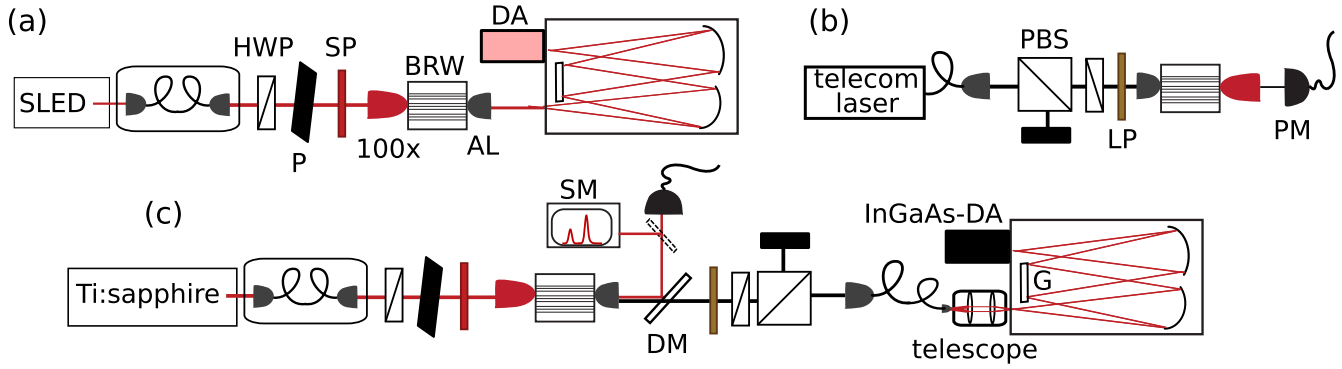 (a)
DA
HWP
SP
BRW
SLED
P
100x
AL
(b)
PBS
telecom
laser
LP
PM
(c)
SM
InGaAs-DA
Ti:sapphire
G
DM
telescope